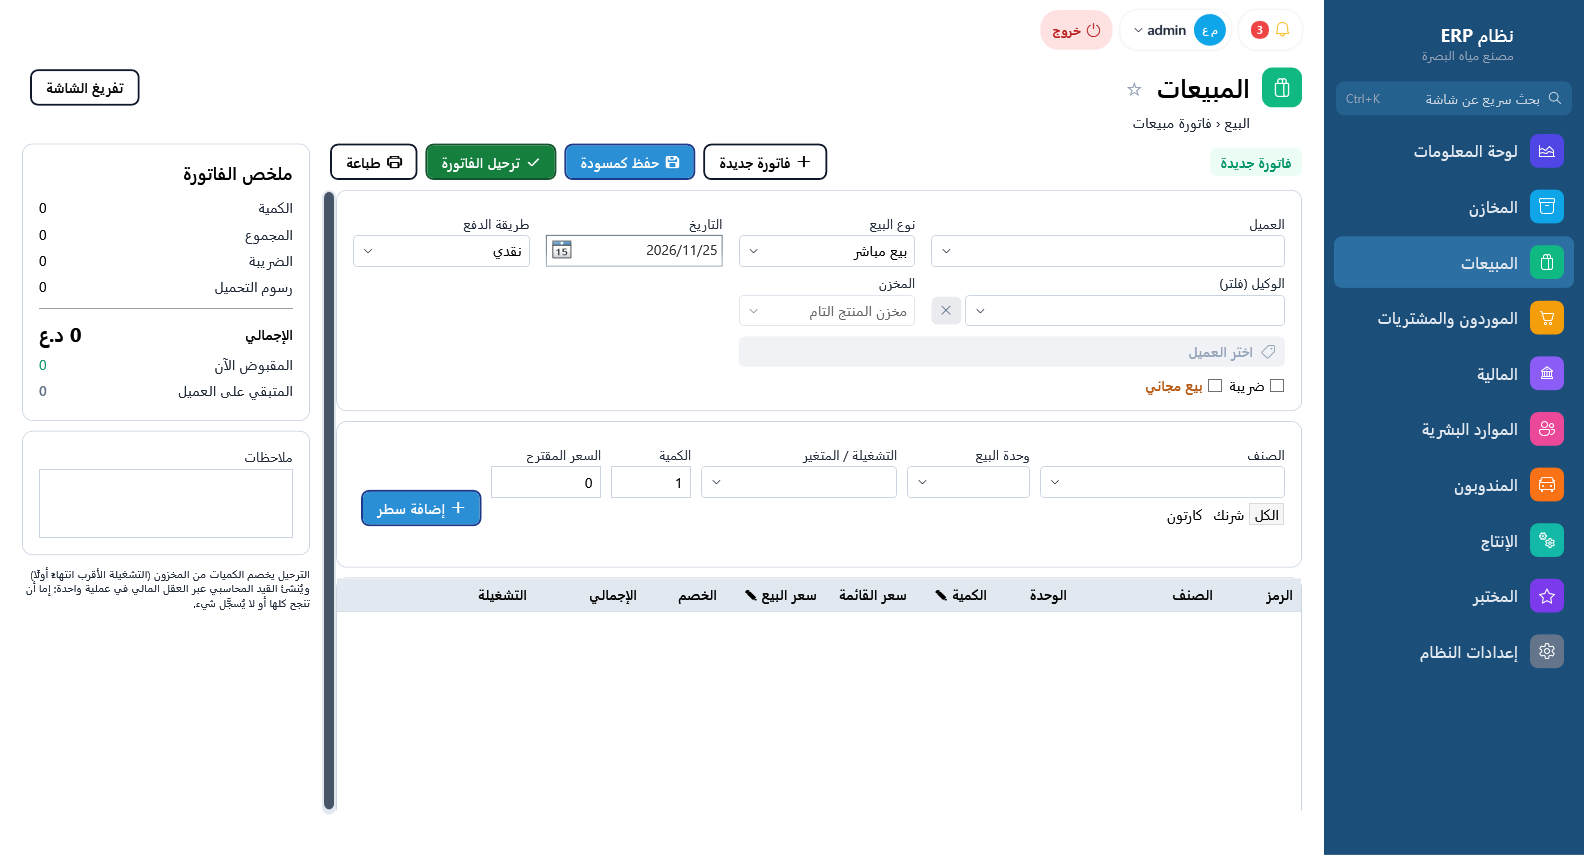 نظام ERP
مصنع مياه البصرة
بحث سريع عن شاشة
Ctrl+K
لوحة المعلومات
المخازن
المبيعات
الموردون والمشتريات
المالية
الموارد البشرية
المندوبون
الإنتاج
المختبر
إعدادات النظام
3
م ع admin
خروج
المبيعات
البيع › فاتورة مبيعات
تفريغ الشاشة
فاتورة جديدة
فاتورة جديدة
حفظ كمسودة
ترحيل الفاتورة
طباعة
العميل
نوع البيع
بيع مباشر
التاريخ
2026/11/25
15
طريقة الدفع
نقدي
الوكيل (فلتر)
المخزن
مخزن المنتج التام
اختر العميل
ضريبة
بيع مجاني
الصنف
وحدة البيع
التشغيلة / المتغير
الكمية
1
السعر المقترح
0
إضافة سطر
الكل شرنك كارتون
الرمز الصنف الوحدة الكمية سعر القائمة سعر البيع الخصم الإجمالي التشغيلة
ملخص الفاتورة
الكمية 0
المجموع 0
الضريبة 0
رسوم التحميل 0
الإجمالي 0 د.ع
المقبوض الآن 0
المتبقي على العميل 0
ملاحظات
الترحيل يخصم الكميات من المخزون (التشغيلة الأقرب انتهاءً أولًا)
ويُنشئ القيد المحاسبي عبر العقل المالي في عملية واحدة: إما أن
تنجح كلها أو لا يُسجَّل شيء.